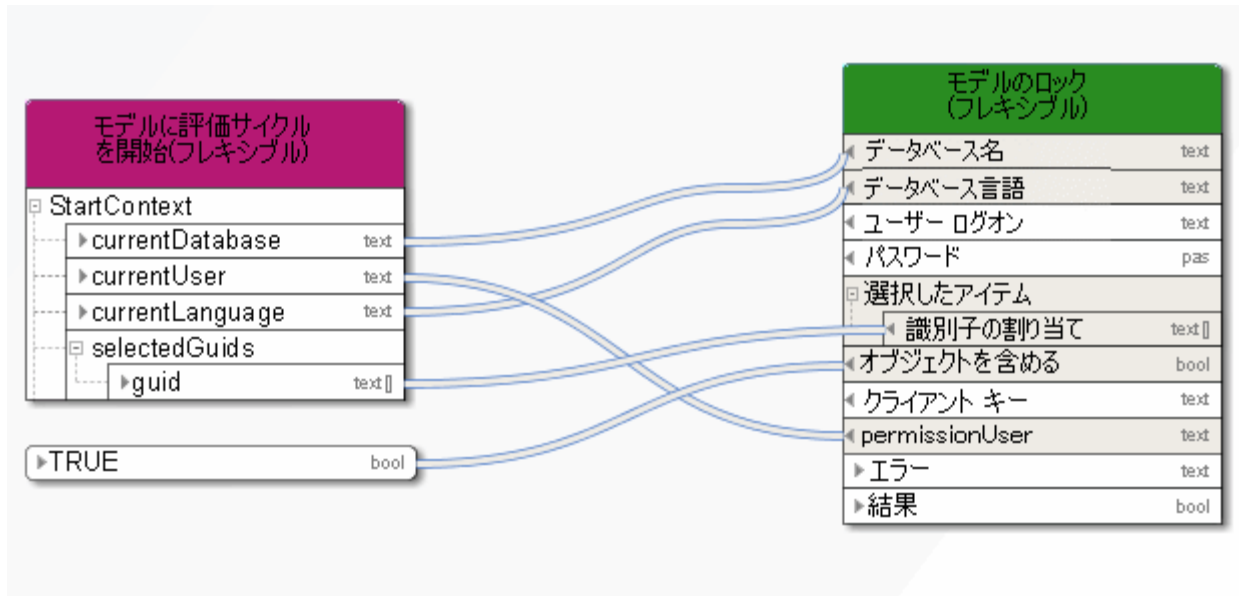 モデルに評価サイクル
を開始(フレキシブル)
StartContext
currentDatabase text
currentUser text
currentLanguage text
selectedGuids
guid text[]
TRUE bool
モデルのロック
(フレキシブル)
データベース名 text
データベース言語 text
ユーザー ログオン text
パスワード pas
選択したアイテム
識別子の割り当て text[]
オブジェクトを含める bool
クライアント キー text
permissionUser text
エラー text
結果 bool